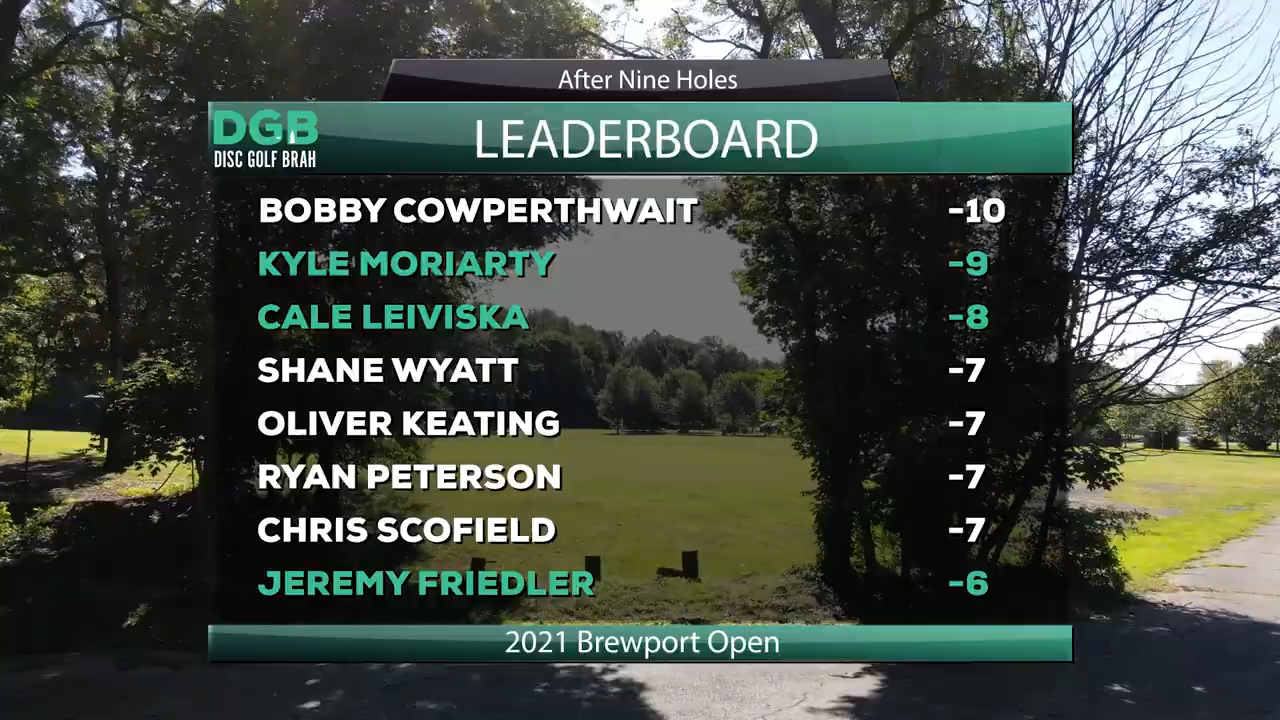 After Nine Holes
DGB
DISC GOLF BRAH
LEADERBOARD
BOBBY COWPERTHWAIT -10
KYLE MORIARTY -9
CALE LEIVISKA -8
SHANE WYATT -7
OLIVER KEATING -7
RYAN PETERSON -7
CHRIS SCOFIELD -7
JEREMY FRIEDLER -6
2021 Brewport Open